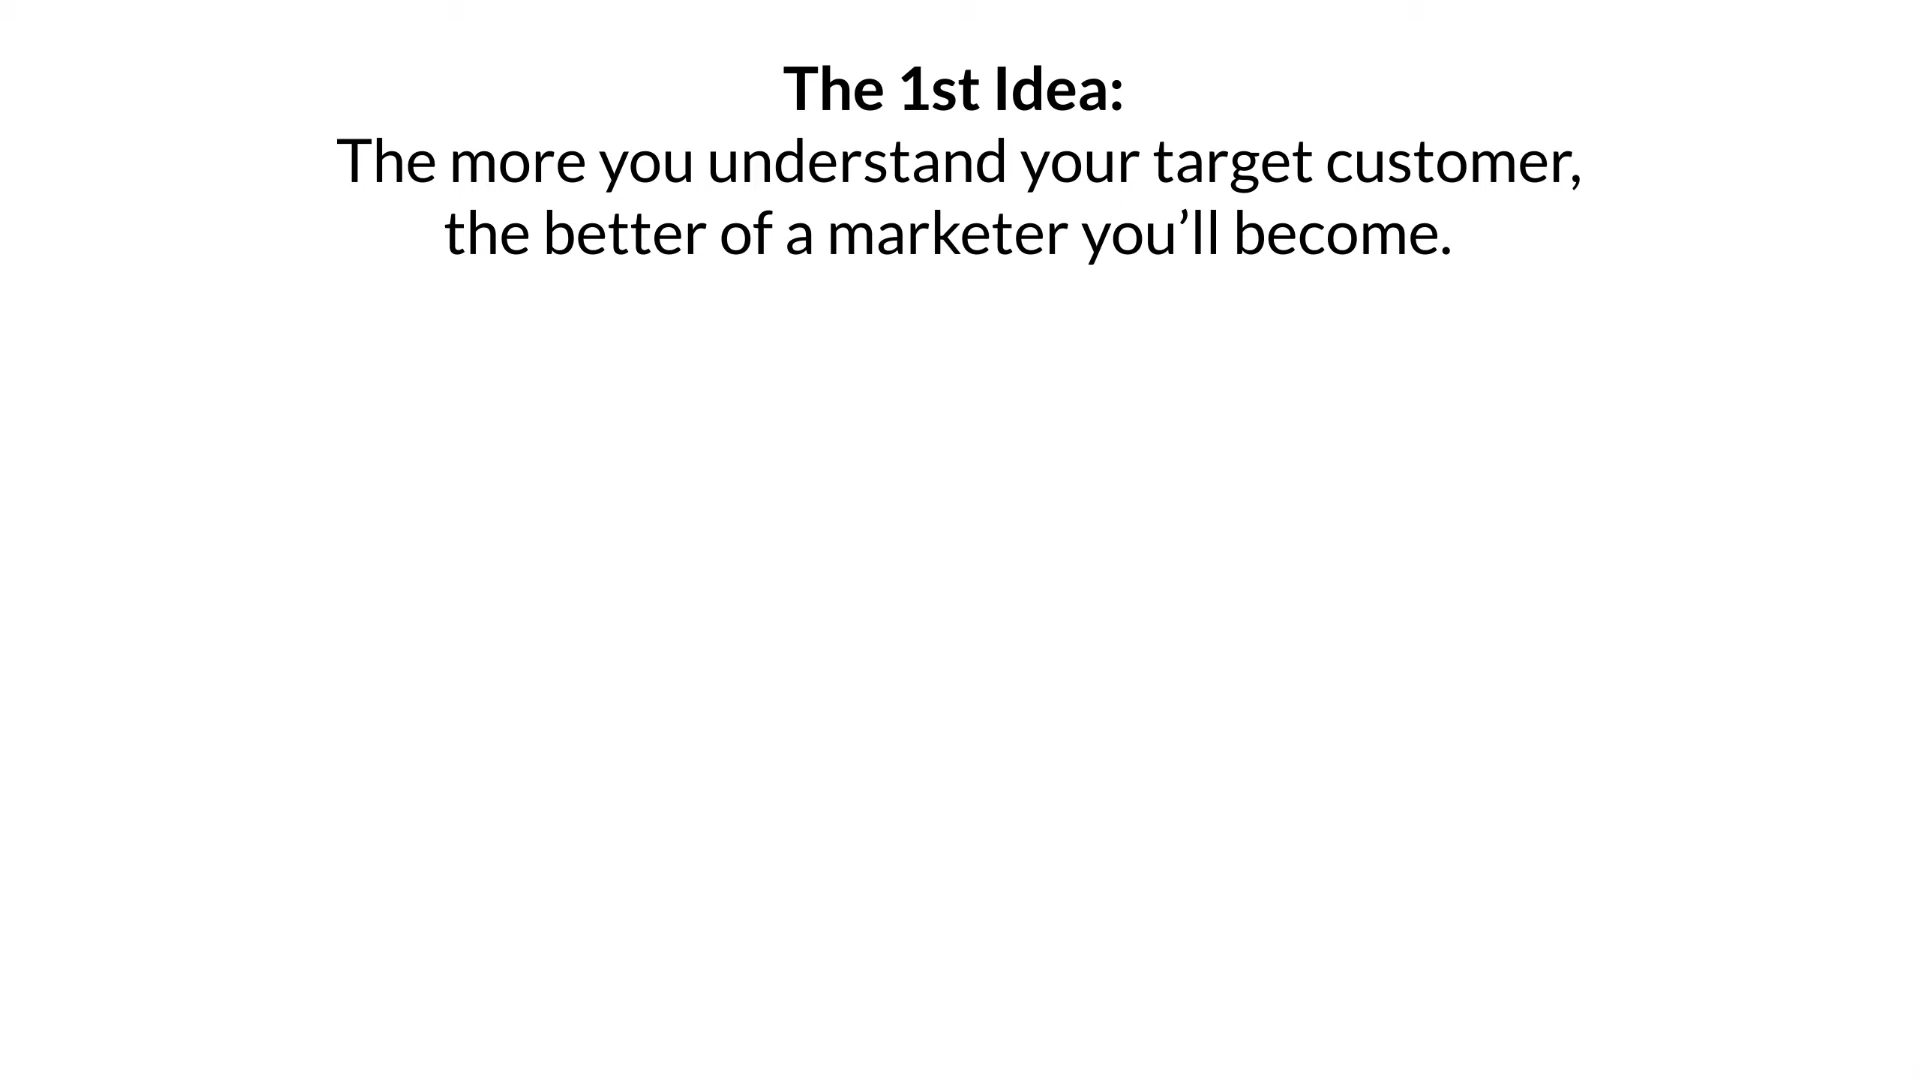 The 1st Idea:
The more you understand your target customer,
the better of a marketer you’ll become.